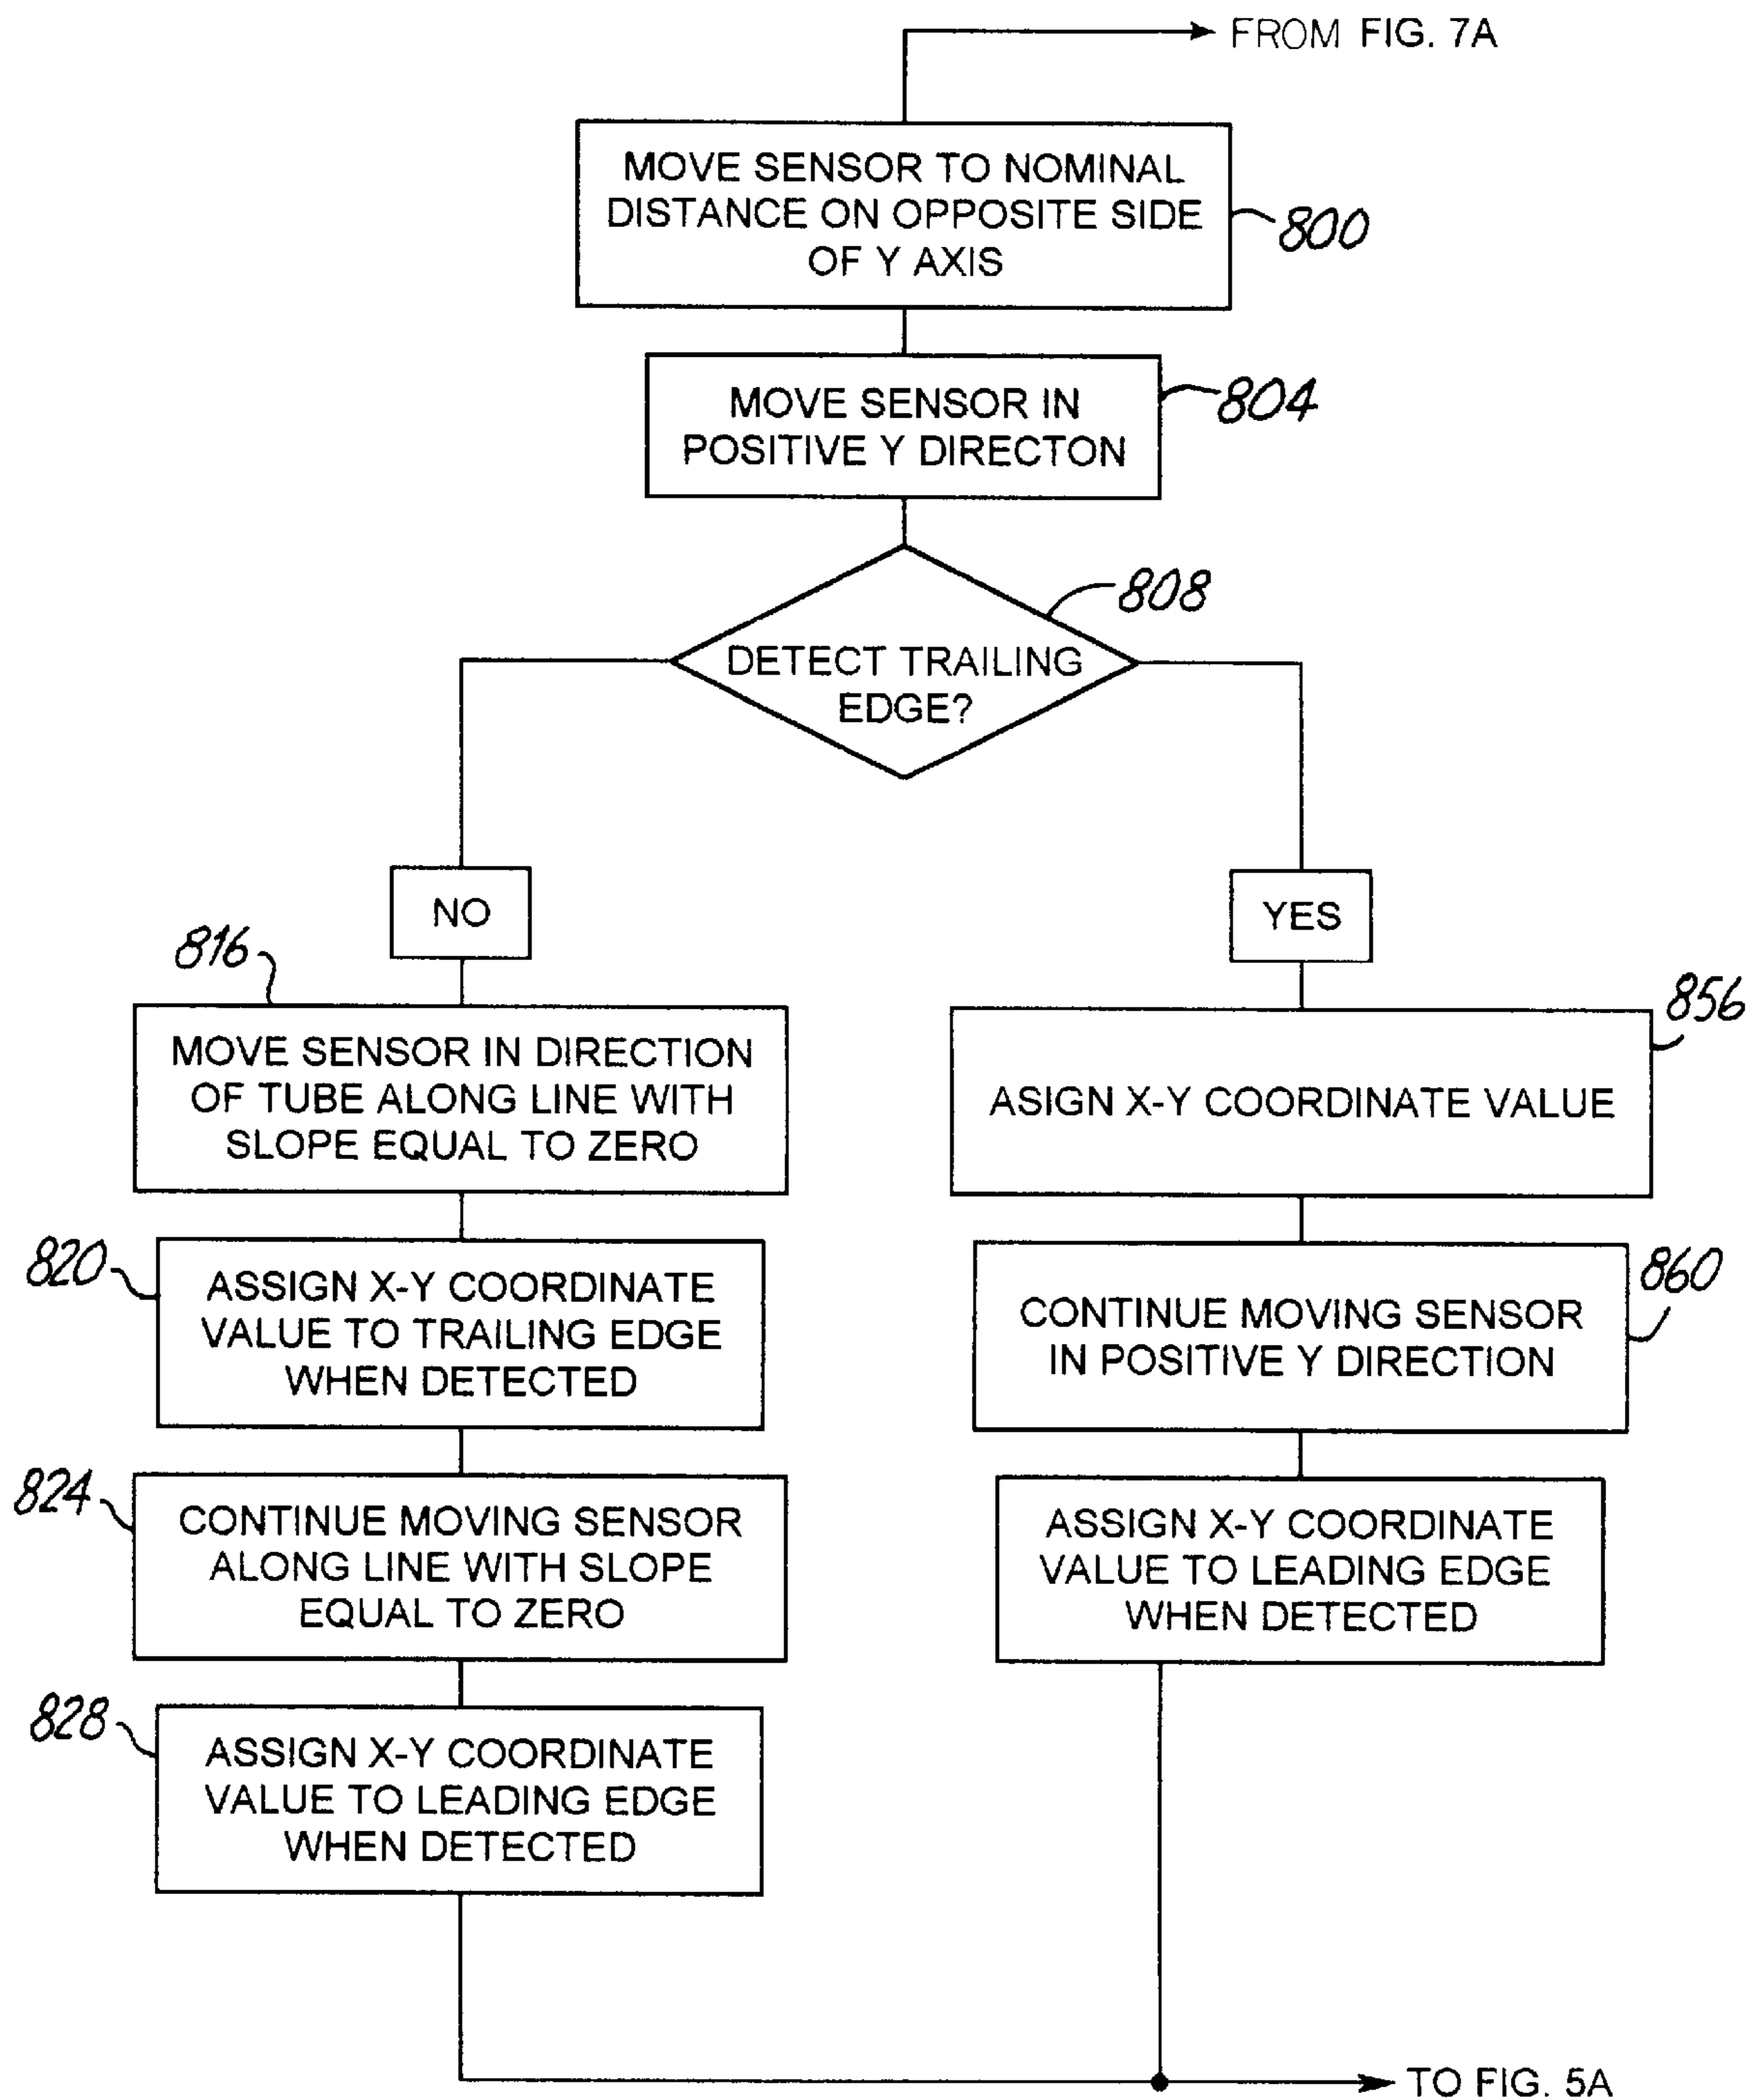 FROM FIG. 7A
MOVE SENSOR TO NOMINAL
DISTANCE ON OPPOSITE SIDE
OF Y AXIS
800
MOVE SENSOR IN
POSITIVE Y DIRECTON
804
808
DETECT TRAILING
EDGE?
NO
YES
816
MOVE SENSOR IN DIRECTION
OF TUBE ALONG LINE WITH
SLOPE EQUAL TO ZERO
856
ASIGN X-Y COORDINATE VALUE
820
ASSIGN X-Y COORDINATE
VALUE TO TRAILING EDGE
WHEN DETECTED
860
CONTINUE MOVING SENSOR
IN POSITIVE Y DIRECTION
824
CONTINUE MOVING SENSOR
ALONG LINE WITH SLOPE
EQUAL TO ZERO
ASSIGN X-Y COORDINATE
VALUE TO LEADING EDGE
WHEN DETECTED
828
ASSIGN X-Y COORDINATE
VALUE TO LEADING EDGE
WHEN DETECTED
TO FIG. 5A